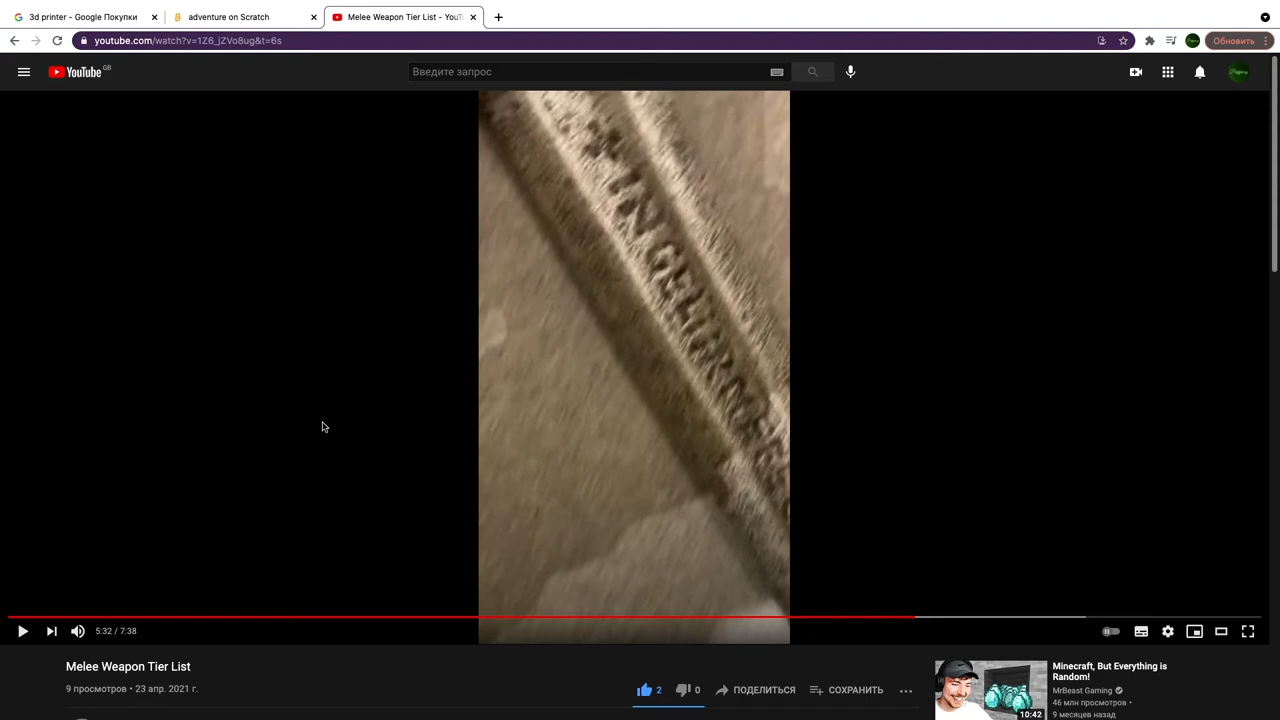 3d printer - Google Покупки
adventure on Scratch
Melee Weapon Tier List - YouT
youtube.com/watch?v=1Z6_jZVo8ug&t=6s
Обновить
YouTube GB
Введите запрос
5:32 / 7:38
Melee Weapon Tier List
9 просмотров • 23 апр. 2021 г.
2
0
ПОДЕЛИТЬСЯ
СОХРАНИТЬ
Minecraft, But Everything is
Random!
MrBeast Gaming
46 млн просмотров •
9 месяцев назад
10:42